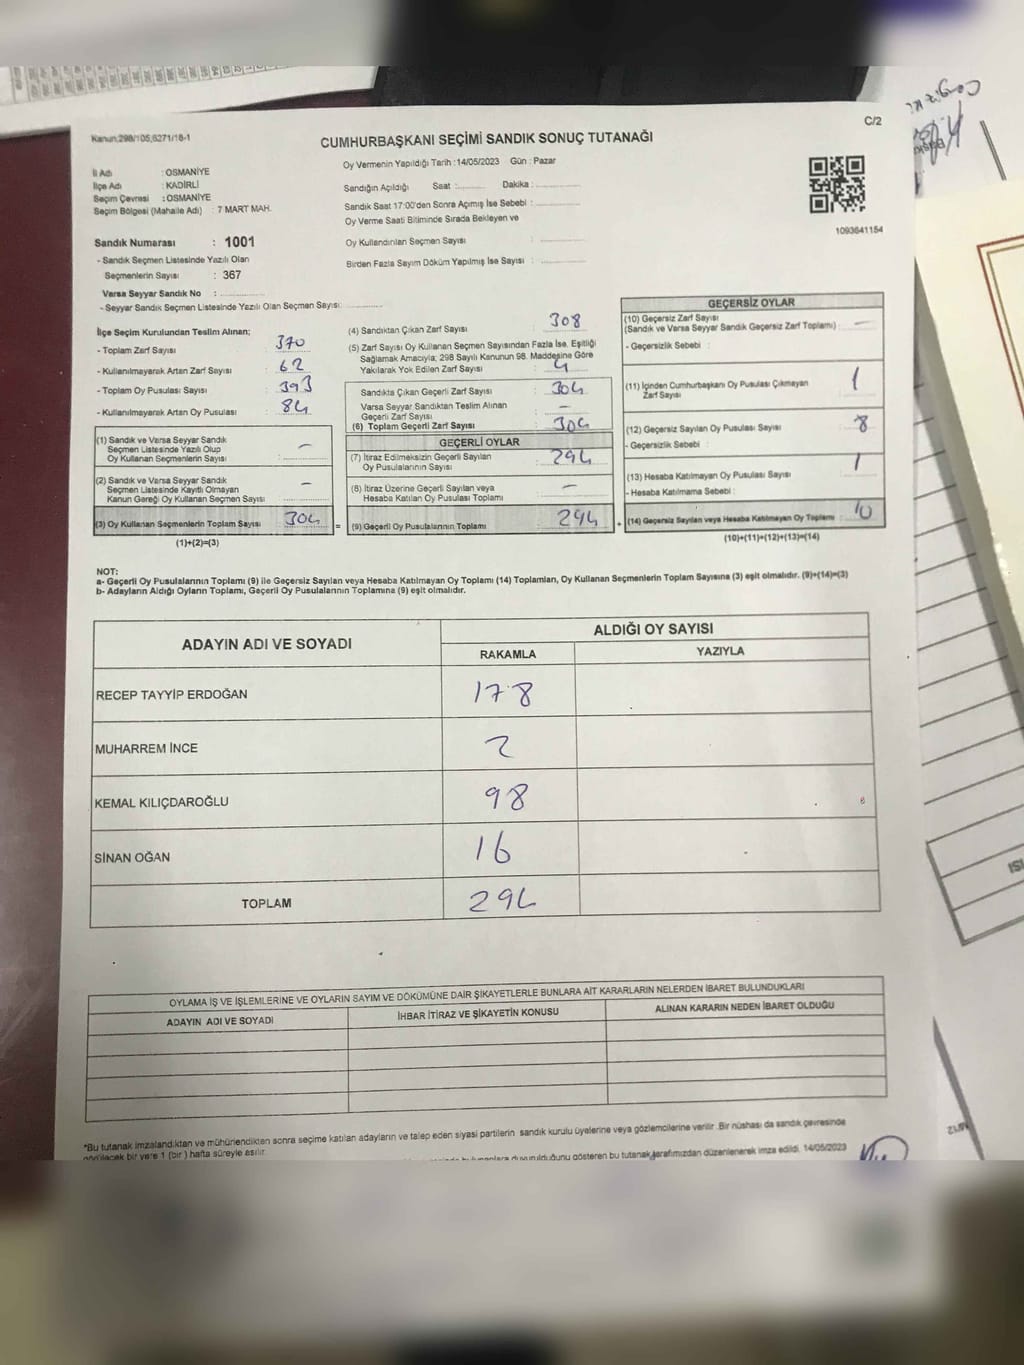 Kanun:298/105,6271/18-1
C/2
CUMHURBAŞKANI SEÇİMİ SANDIK SONUÇ TUTANAĞI
İl Adı : OSMANİYE
İlçe Adı : KADİRLİ
Seçim Çevresi : OSMANİYE
Seçim Bölgesi (Mahalle Adı) : 7 MART MAH.
Sandık Numarası : 1001
- Sandık Seçmen Listesinde Yazılı Olan
Seçmenlerin Sayısı : 367
Varsa Seyyar Sandık No :
- Seyyar Sandık Seçmen Listesinde Yazılı Olan Seçmen Sayısı:
Oy Vermenin Yapıldığı Tarih :14/05/2023 Gün : Pazar
Sandığın Açıldığı Saat : Dakika :
Sandık Saat 17:00'den Sonra Açımış İse Sebebi :
Oy Verme Saati Bitiminde Sırada Bekleyen ve
Oy Kullandırılan Seçmen Sayısı :
Birden Fazla Sayım Döküm Yapılmış İse Sayısı :
1093641154
İlçe Seçim Kurulundan Teslim Alınan;
- Toplam Zarf Sayısı : 370
- Kullanılmayarak Artan Zarf Sayısı : 62
- Toplam Oy Pusulası Sayısı : 393
- Kullanılmayarak Artan Oy Pusulası : 84
(1) Sandık ve Varsa Seyyar Sandık
Seçmen Listesinde Yazılı Olup
Oy Kullanan Seçmenlerin Sayısı : -
(2) Sandık ve Varsa Seyyar Sandık
Seçmen Listesinde Kayıtlı Olmayan
Kanun Gereği Oy Kullanan Seçmen Sayısı : -
(3) Oy Kullanan Seçmenlerin Toplam Sayısı : 304 =
(1)+(2)=(3)
(4) Sandıktan Çıkan Zarf Sayısı : 308
(5) Zarf Sayısı Oy Kullanan Seçmen Sayısından Fazla İse, Eşitliği
Sağlamak Amacıyla; 298 Sayılı Kanunun 98. Maddesine Göre
Yakılarak Yok Edilen Zarf Sayısı : 4
Sandıkta Çıkan Geçerli Zarf Sayısı : 304
Varsa Seyyar Sandıktan Teslim Alınan
Geçerli Zarf Sayısı : -
(6) Toplam Geçerli Zarf Sayısı : 304
GEÇERLİ OYLAR
(7) İtiraz Edilmeksizin Geçerli Sayılan
Oy Pusulalarının Sayısı : 294
(8) İtiraz Üzerine Geçerli Sayılan veya
Hesaba Katılan Oy Pusulası Toplamı : -
(9) Geçerli Oy Pusulalarının Toplamı : 294 +
GEÇERSİZ OYLAR
(10) Geçersiz Zarf Sayısı
(Sandık ve Varsa Seyyar Sandık Geçersiz Zarf Toplamı) : -
- Geçersizlik Sebebi :
(11) İçinden Cumhurbaşkanı Oy Pusulası Çıkmayan
Zarf Sayısı : 1
(12) Geçersiz Sayılan Oy Pusulası Sayısı : 8
- Geçersizlik Sebebi :
(13) Hesaba Katılmayan Oy Pusulası Sayısı : 1
- Hesaba Katılmama Sebebi :
(14) Geçersiz Sayılan veya Hesaba Katılmayan Oy Toplamı : 10
(10)+(11)+(12)+(13)=(14)
NOT:
a- Geçerli Oy Pusulalarının Toplamı (9) ile Geçersiz Sayılan veya Hesaba Katılmayan Oy Toplamı (14) Toplamları, Oy Kullanan Seçmenlerin Toplam Sayısına (3) eşit olmalıdır. (9)+(14)=(3)
b- Adayların Aldığı Oyların Toplamı, Geçerli Oy Pusulalarının Toplamına (9) eşit olmalıdır.
ADAYIN ADI VE SOYADI
ALDIĞI OY SAYISI
RAKAMLA YAZIYLA
RECEP TAYYİP ERDOĞAN 178
MUHARREM İNCE 2
KEMAL KILIÇDAROĞLU 98
SİNAN OĞAN 16
TOPLAM 294
OYLAMA İŞ VE İŞLEMLERİNE VE OYLARIN SAYIM VE DÖKÜMÜNE DAİR ŞİKAYETLERLE BUNLARA AİT KARARLARIN NELERDEN İBARET BULUNDUKLARI
ADAYIN ADI VE SOYADI İHBAR İTİRAZ VE ŞİKAYETİN KONUSU ALINAN KARARIN NEDEN İBARET OLDUĞU
*Bu tutanak imzalandıktan ve mühürlendikten sonra seçime katılan adayların ve talep eden siyasi partilerin sandık kurulu üyelerine veya gözlemcilerine verilir .Bir nüshası da sandık çevresinde
görülecek bir yere 1 (bir ) hafta süreyle asılır.
duyurulduğunu gösteren bu tutanak tarafımızdan düzenlenerek imza edildi. 14/05/2023